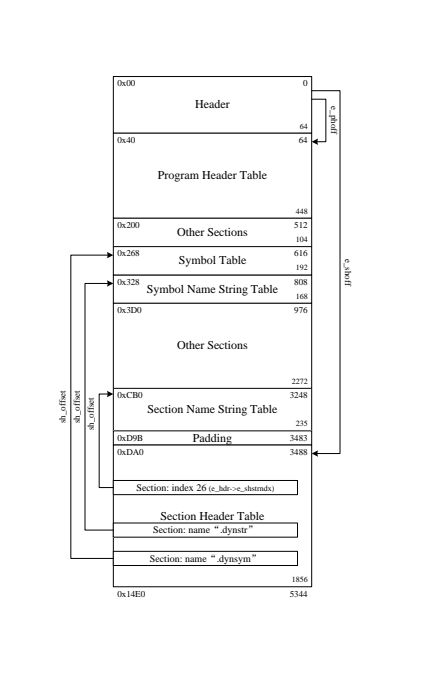 0x00 0
Header
64
0x40 64
Program Header Table
448
0x200 512
Other Sections
104
0x268 616
Symbol Table
192
0x328 808
Symbol Name String Table
168
0x3D0 976
Other Sections
2272
0xCB0 3248
Section Name String Table
235
0xD9B Padding 3483
0xDA0 3488
Section: index 26 (e_hdr->e_shstrndx)
Section Header Table
Section: name “.dynstr”
Section: name “.dynsym”
1856
0x14E0 5344
e_phoff
e_shoff
sh_offset
sh_offset
sh_offset